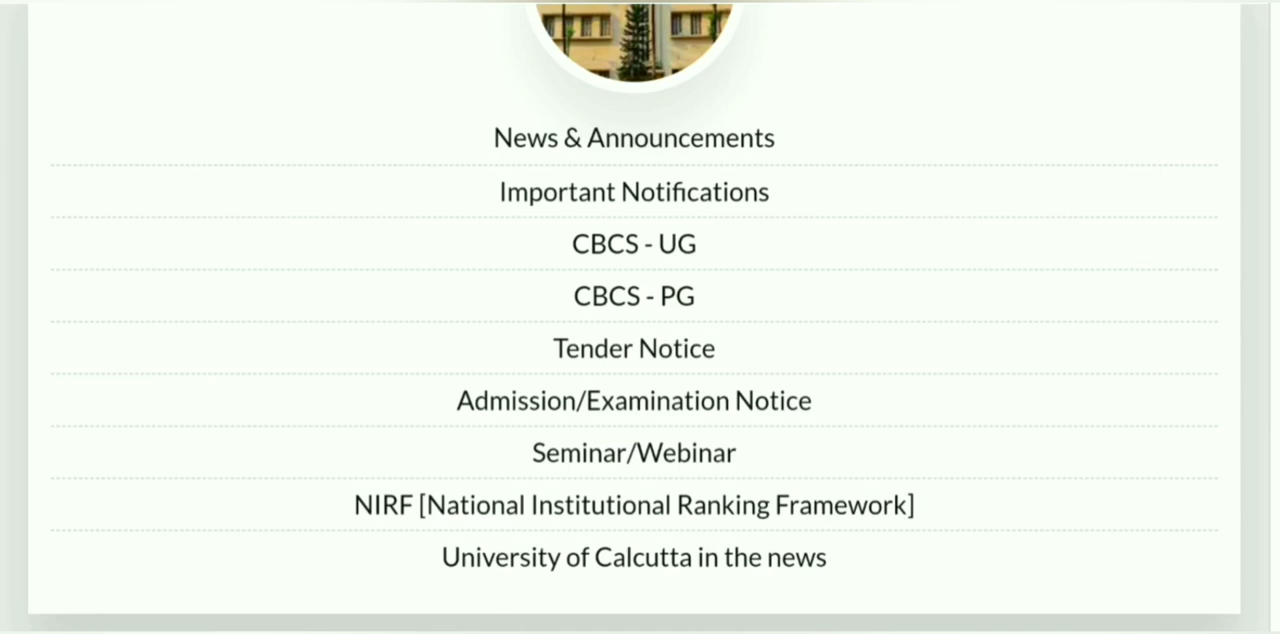 News & Announcements
Important Notifications
CBCS - UG
CBCS - PG
Tender Notice
Admission/Examination Notice
Seminar/Webinar
NIRF [National Institutional Ranking Framework]
University of Calcutta in the news